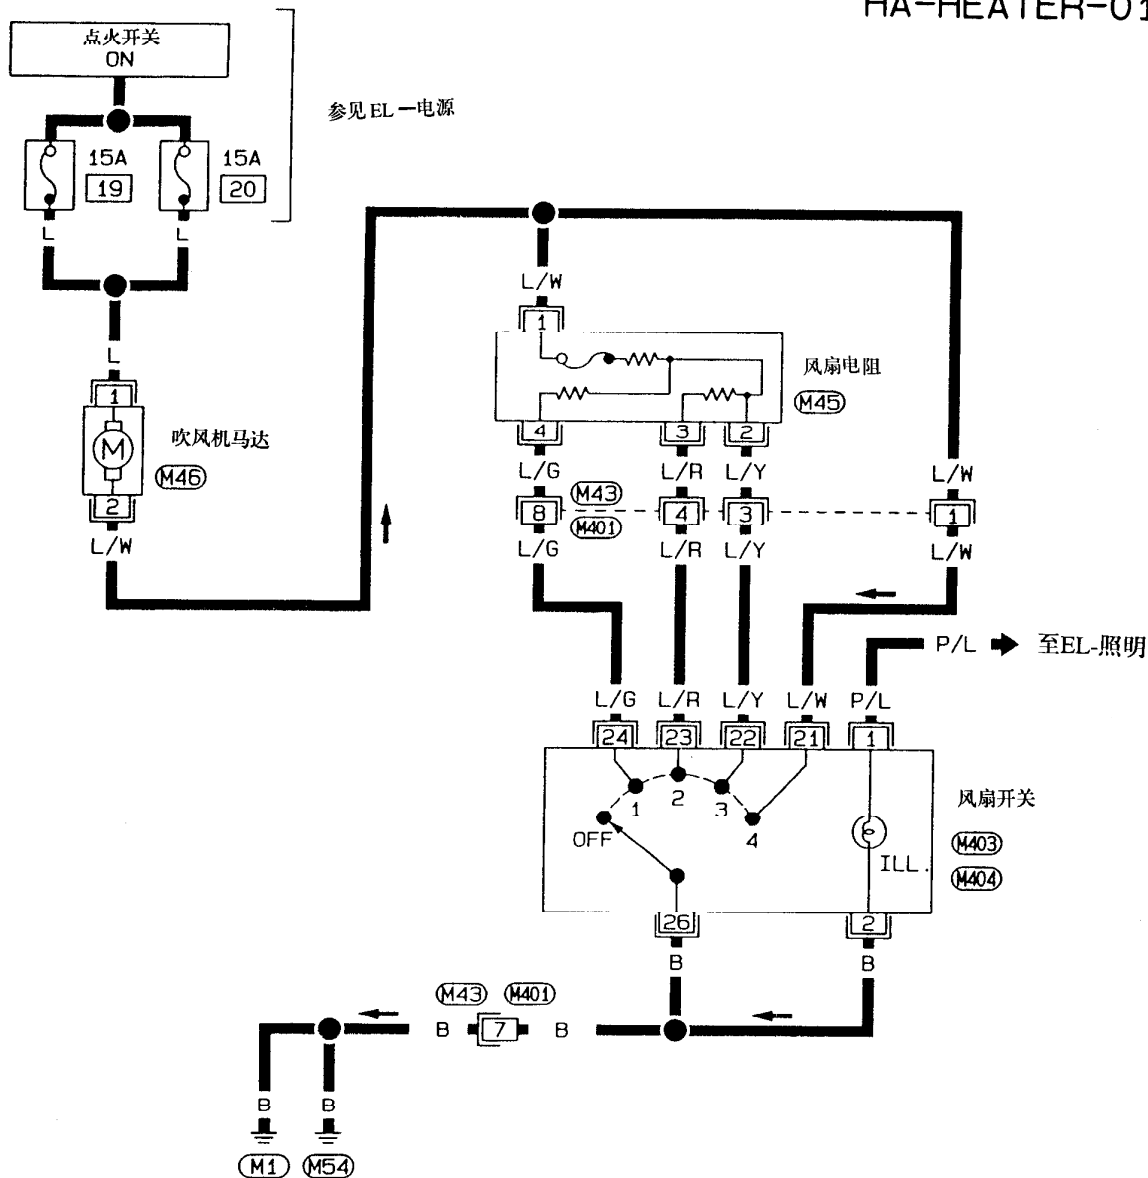 HA-HEATER-01
点火开关
ON
参见EL一电源
15A
19
15A
20
L
L
L/W
1
L
1
M
吹风机马达
M46
2
L/W
风扇电阻
M45
4
3
2
L/G
L/R
L/Y
L/W
M43
8
4
3
1
M401
L/G
L/R
L/Y
L/W
P/L
至EL-照明
L/G
L/R
L/Y
L/W
P/L
24
23
22
21
1
1
2
3
4
OFF
ILL.
风扇开关
M403
M404
26
2
B
B
M43
M401
B
7
B
B
B
M1
M54